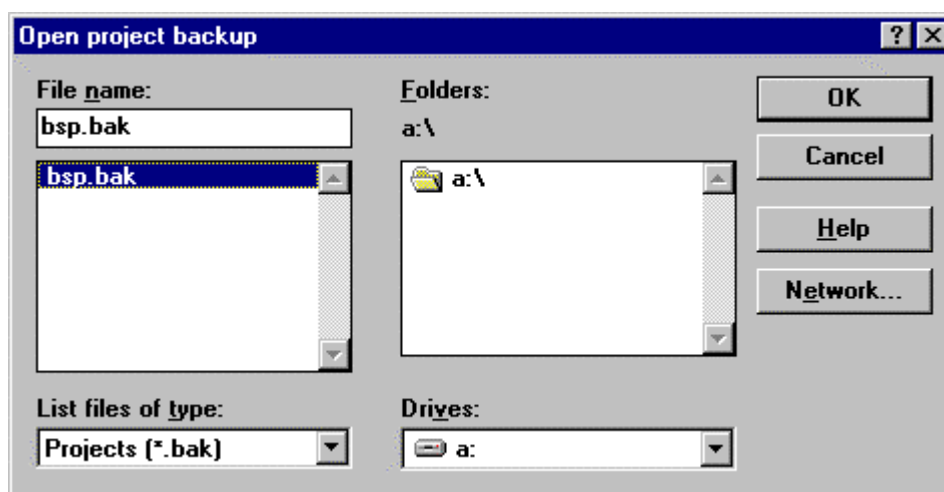 Open project backup
File name:
bsp.bak
bsp.bak
List files of type:
Projects (*.bak)
Folders:
a:\
a:\
Drives:
a:
OK
Cancel
Help
Network...